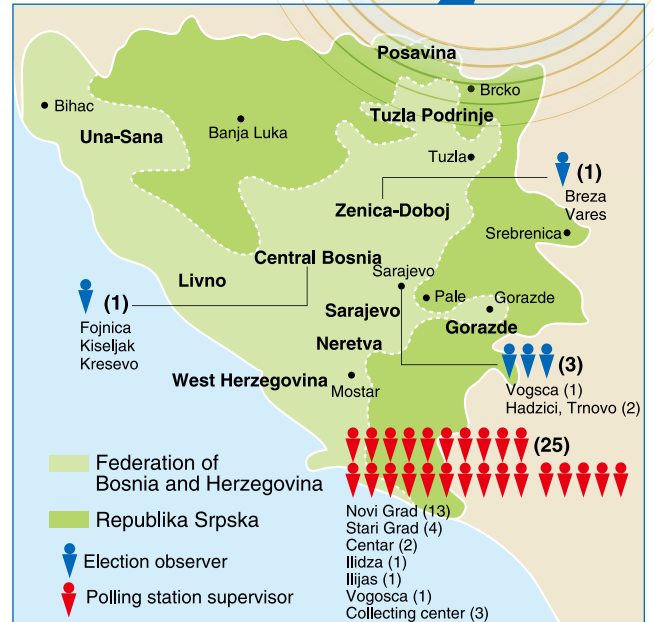 Posavina
Brcko
Bihac
Una-Sana
Banja Luka
Tuzla Podrinje
Tuzla
(1)
Breza
Vares
Zenica-Doboj
Srebrenica
Central Bosnia
Livno
Sarajevo
(1)
Fojnica
Kiseljak
Kresevo
Pale
Gorazde
Sarajevo
Gorazde
Neretva
(3)
Vogsca (1)
Hadzici, Trnovo (2)
West Herzegovina
Mostar
(25)
Novi Grad (13)
Stari Grad (4)
Centar (2)
Ilidza (1)
Ilijas (1)
Vogosca (1)
Collecting center (3)
Federation of
Bosnia and Herzegovina
Republika Srpska
Election observer
Polling station supervisor